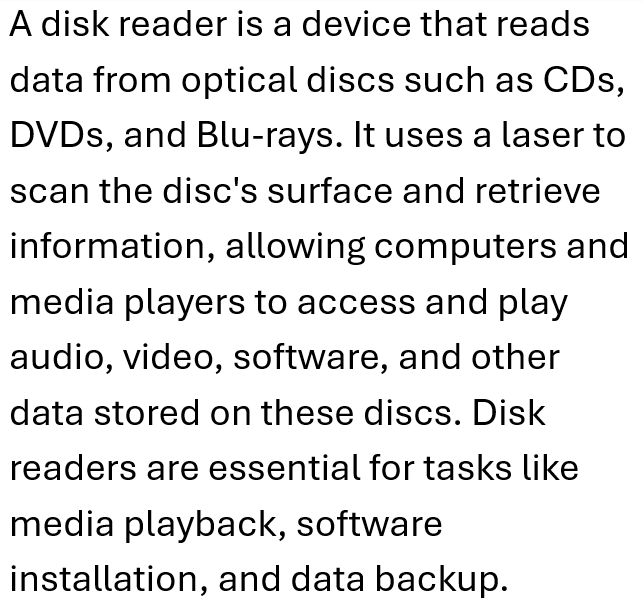 A disk reader is a device that reads
data from optical discs such as CDs,
DVDs, and Blu-rays. It uses a laser to
scan the disc's surface and retrieve
information, allowing computers and
media players to access and play
audio, video, software, and other
data stored on these discs. Disk
readers are essential for tasks like
media playback, software
installation, and data backup.